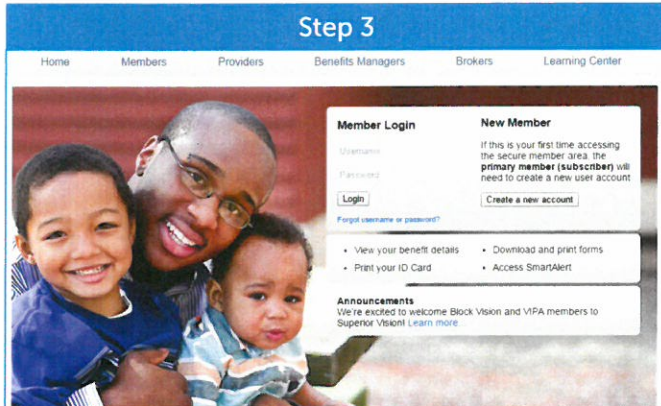 Step 3
Home Members Providers Benefits Managers Brokers Learning Center
Member Login
Username
Password
Login
Forgot username or password?
New Member
If this is your first time accessing
the secure member area, the
primary member (subscriber) will
need to create a new user account
Create a new account
• View your benefit details
• Print your ID Card
• Download and print forms
• Access SmartAlert
Announcements
We're excited to welcome Block Vision and VIPA members to
Superior Vision! Learn more